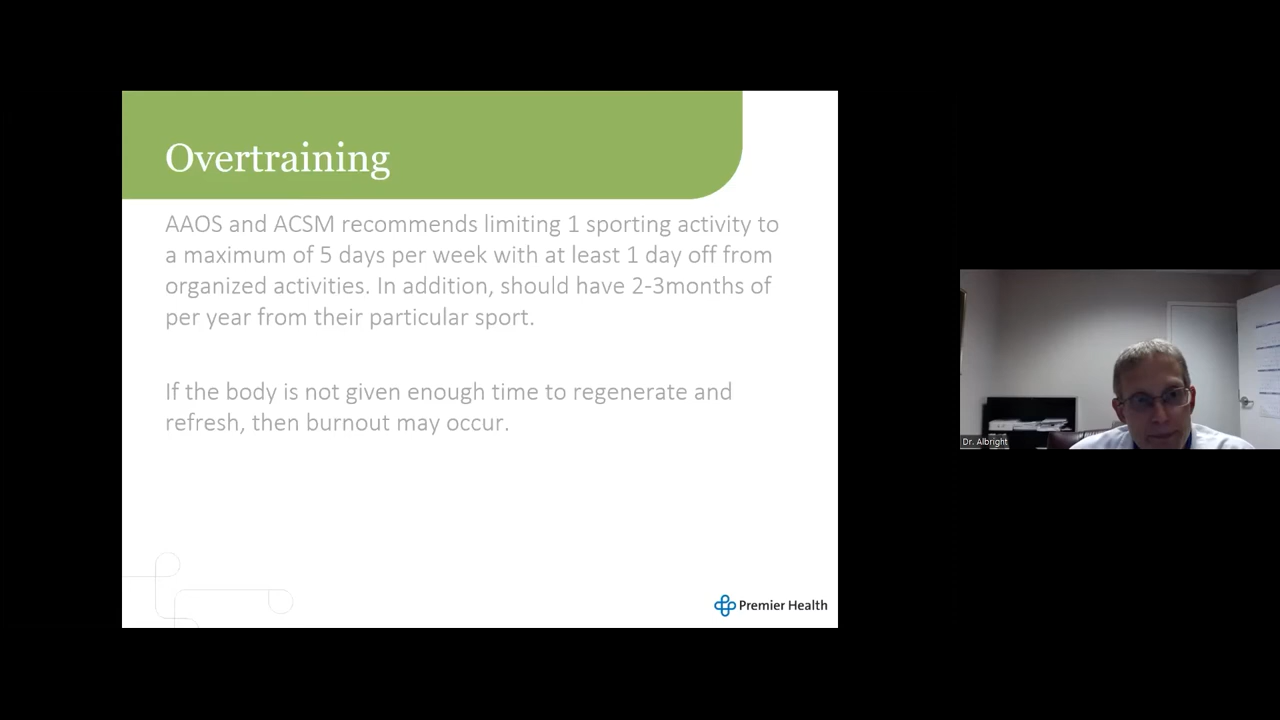 Overtraining
AAOS and ACSM recommends limiting 1 sporting activity to
a maximum of 5 days per week with at least 1 day off from
organized activities. In addition, should have 2-3months of
per year from their particular sport.
If the body is not given enough time to regenerate and
refresh, then burnout may occur.
Premier Health
Dr. Albright